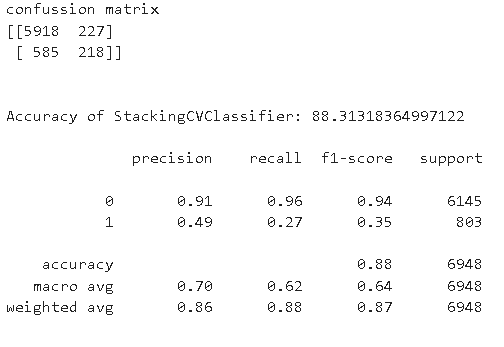 confussion matrix
[[5918 227]
[ 585 218]]
Accuracy of StackingCVClassifier: 88.31318364997122
precision recall f1-score support
0 0.91 0.96 0.94 6145
1 0.49 0.27 0.35 803
accuracy 0.88 6948
macro avg 0.70 0.62 0.64 6948
weighted avg 0.86 0.88 0.87 6948